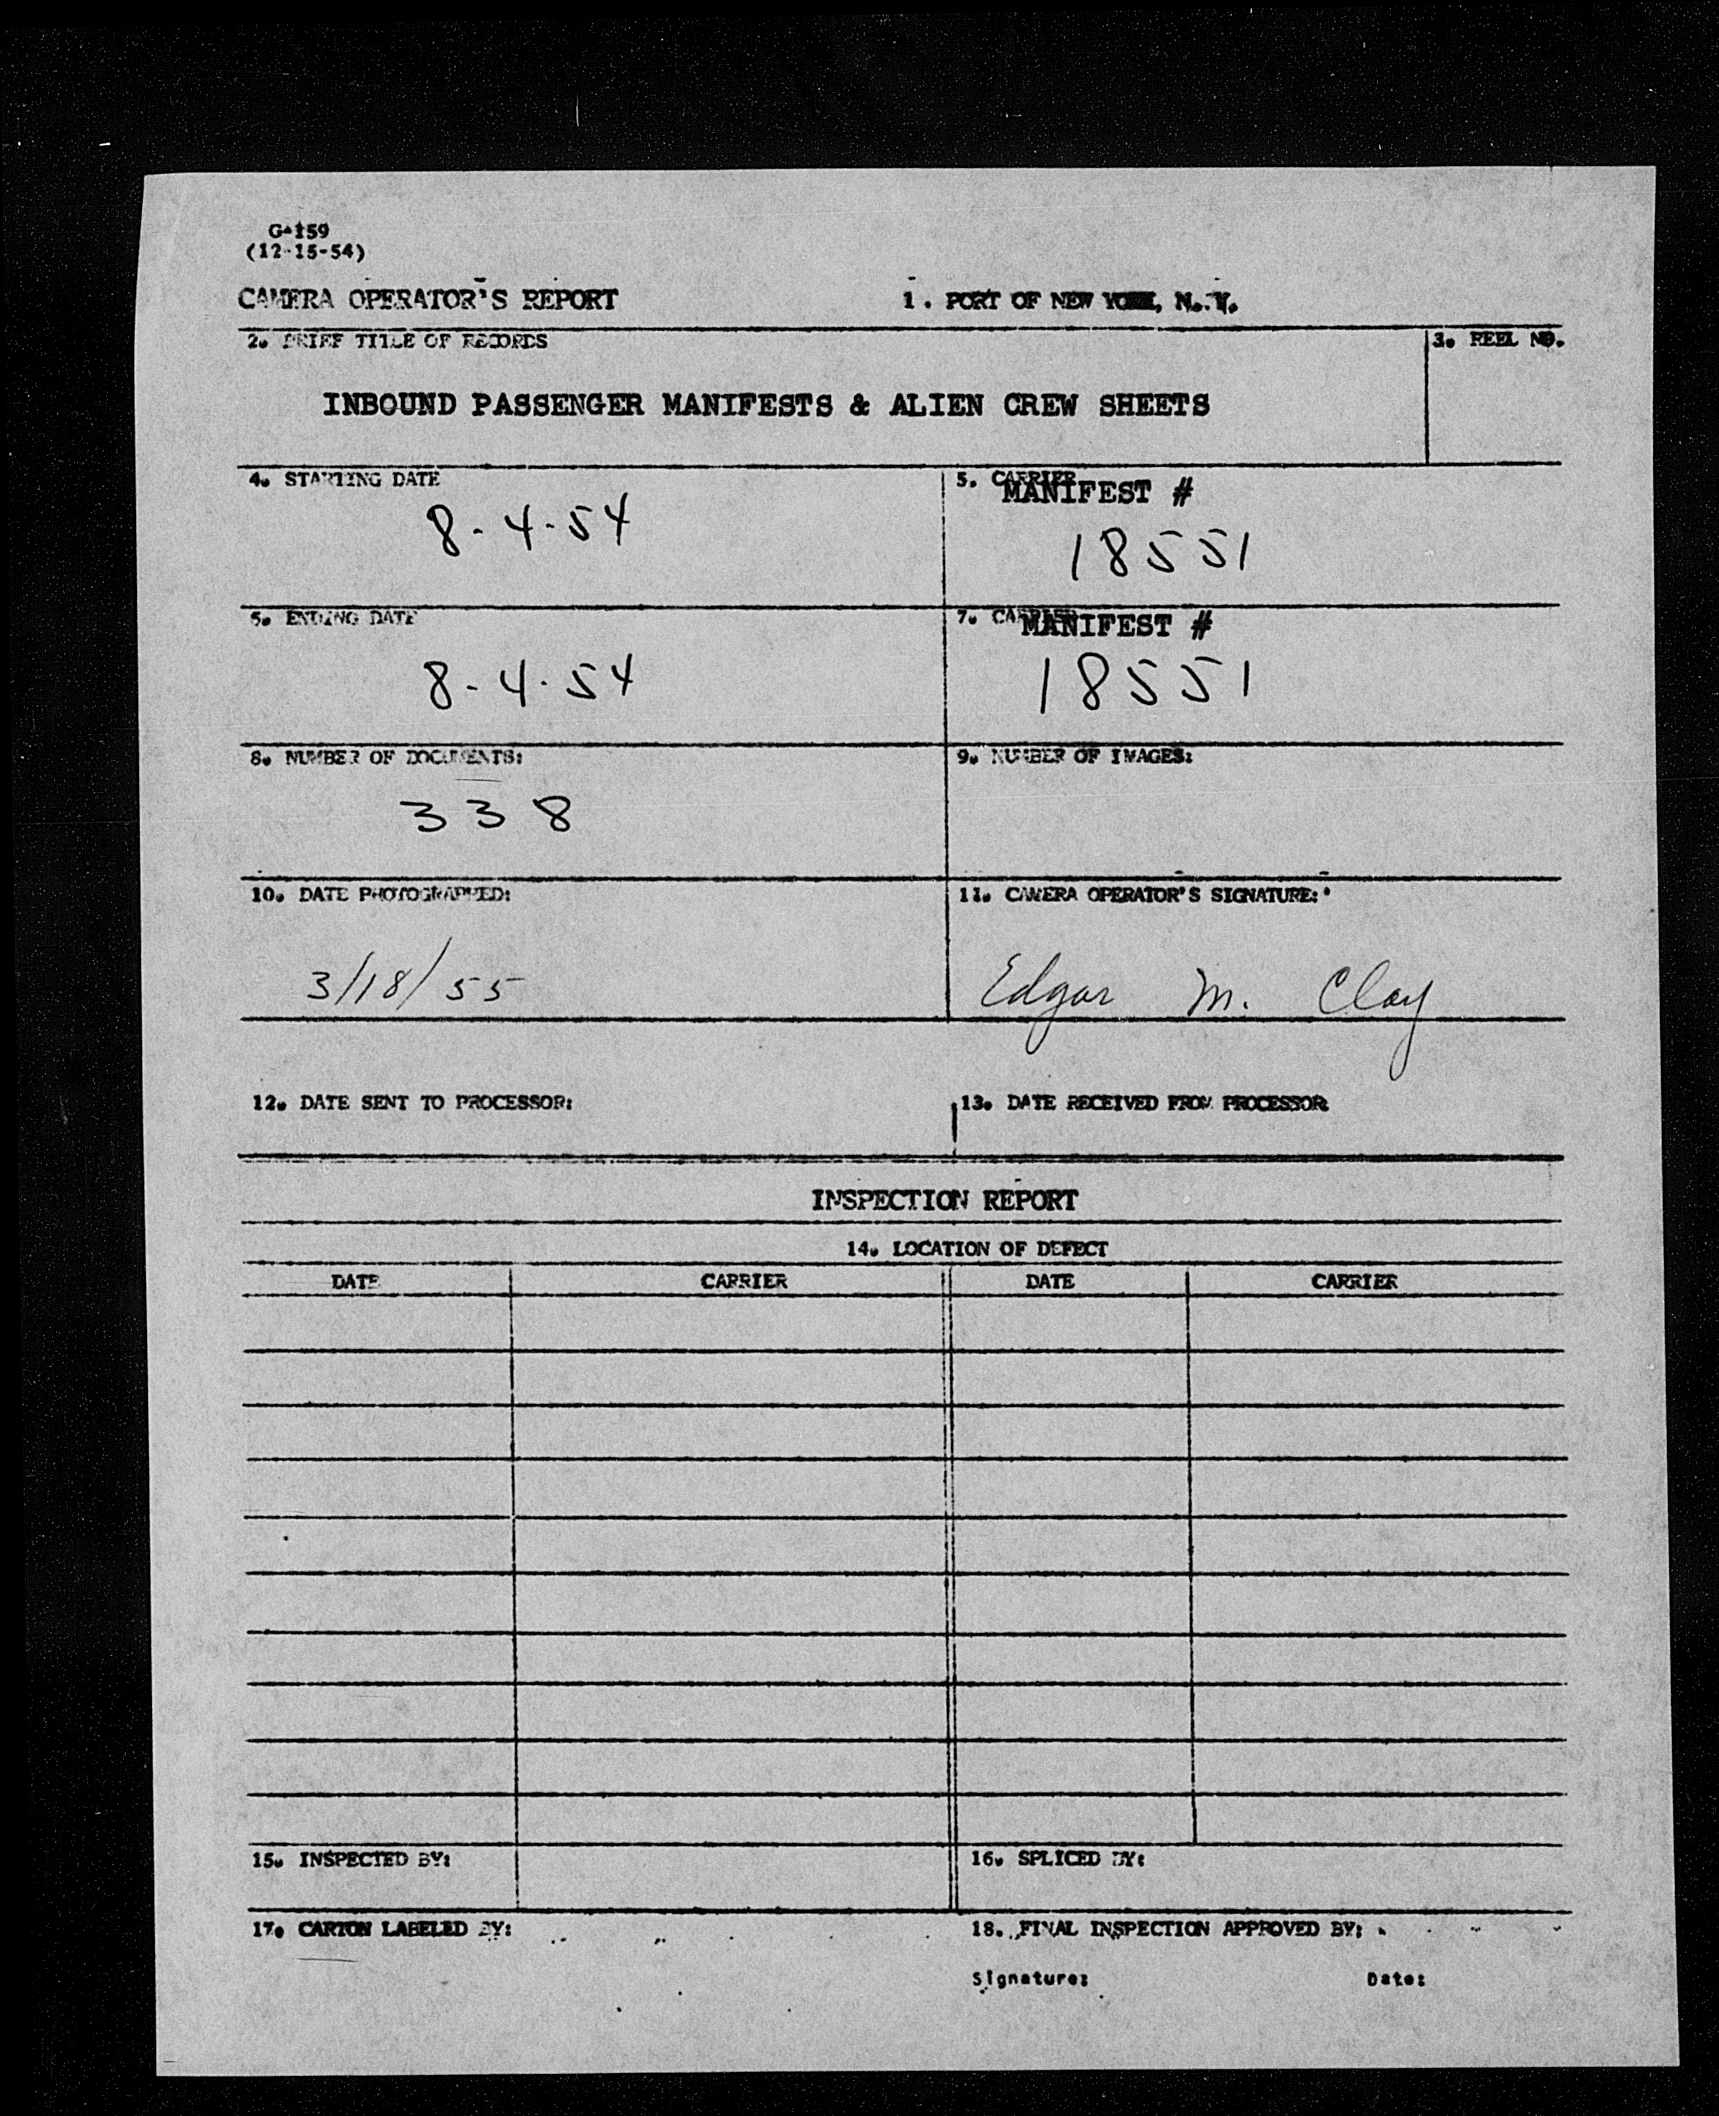 G-159
(12-15-54)
CAMERA OPERATOR'S REPORT
1. PORT OF NEW YORK, N.Y.
2. BRIEF TITLE OF RECORDS
3. REEL NO.
INBOUND PASSENGER MANIFESTS & ALIEN CREW SHEETS
4. STARTING DATE
8-4-54
5. CARRIER
MANIFEST #
18551
6. ENDING DATE
8-4-54
7. CARRIER
MANIFEST #
18551
8. NUMBER OF DOCUMENTS:
338
9. NUMBER OF IMAGES:
10. DATE PHOTOGRAPHED:
3/18/55
11. CAMERA OPERATOR'S SIGNATURE:
Edgar M. Clay
12. DATE SENT TO PROCESSOR:
13. DATE RECEIVED FROM PROCESSOR
INSPECTION REPORT
14. LOCATION OF DEFECT
DATE CARRIER DATE CARRIER
15. INSPECTED BY:
16. SPLICED BY:
17. CARTON LABELED BY:
18. FINAL INSPECTION APPROVED BY:
Signature: Date: